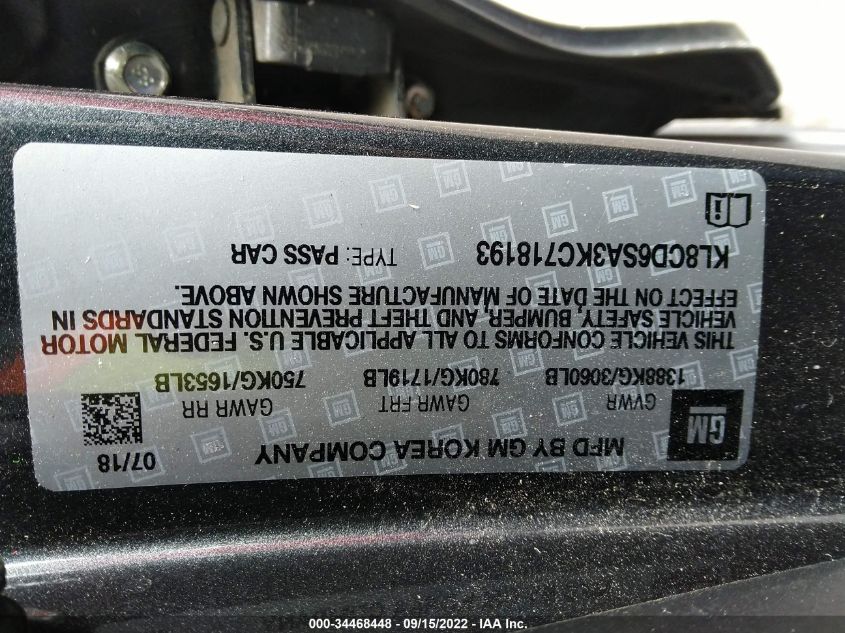 MFD BY GM KOREA COMPANY 07/18
GM
GVWR GAWR FRT GAWR RR
1388KG/3060LB 780KG/1719LB 750KG/1653LB
THIS VEHICLE CONFORMS TO ALL APPLICABLE U.S. FEDERAL MOTOR
VEHICLE SAFETY, BUMPER, AND THEFT PREVENTION STANDARDS IN
EFFECT ON THE DATE OF MANUFACTURE SHOWN ABOVE.
KL8CD6SA3KC718193 TYPE: PASS CAR
000-34468448 - 09/15/2022 - IAA Inc.